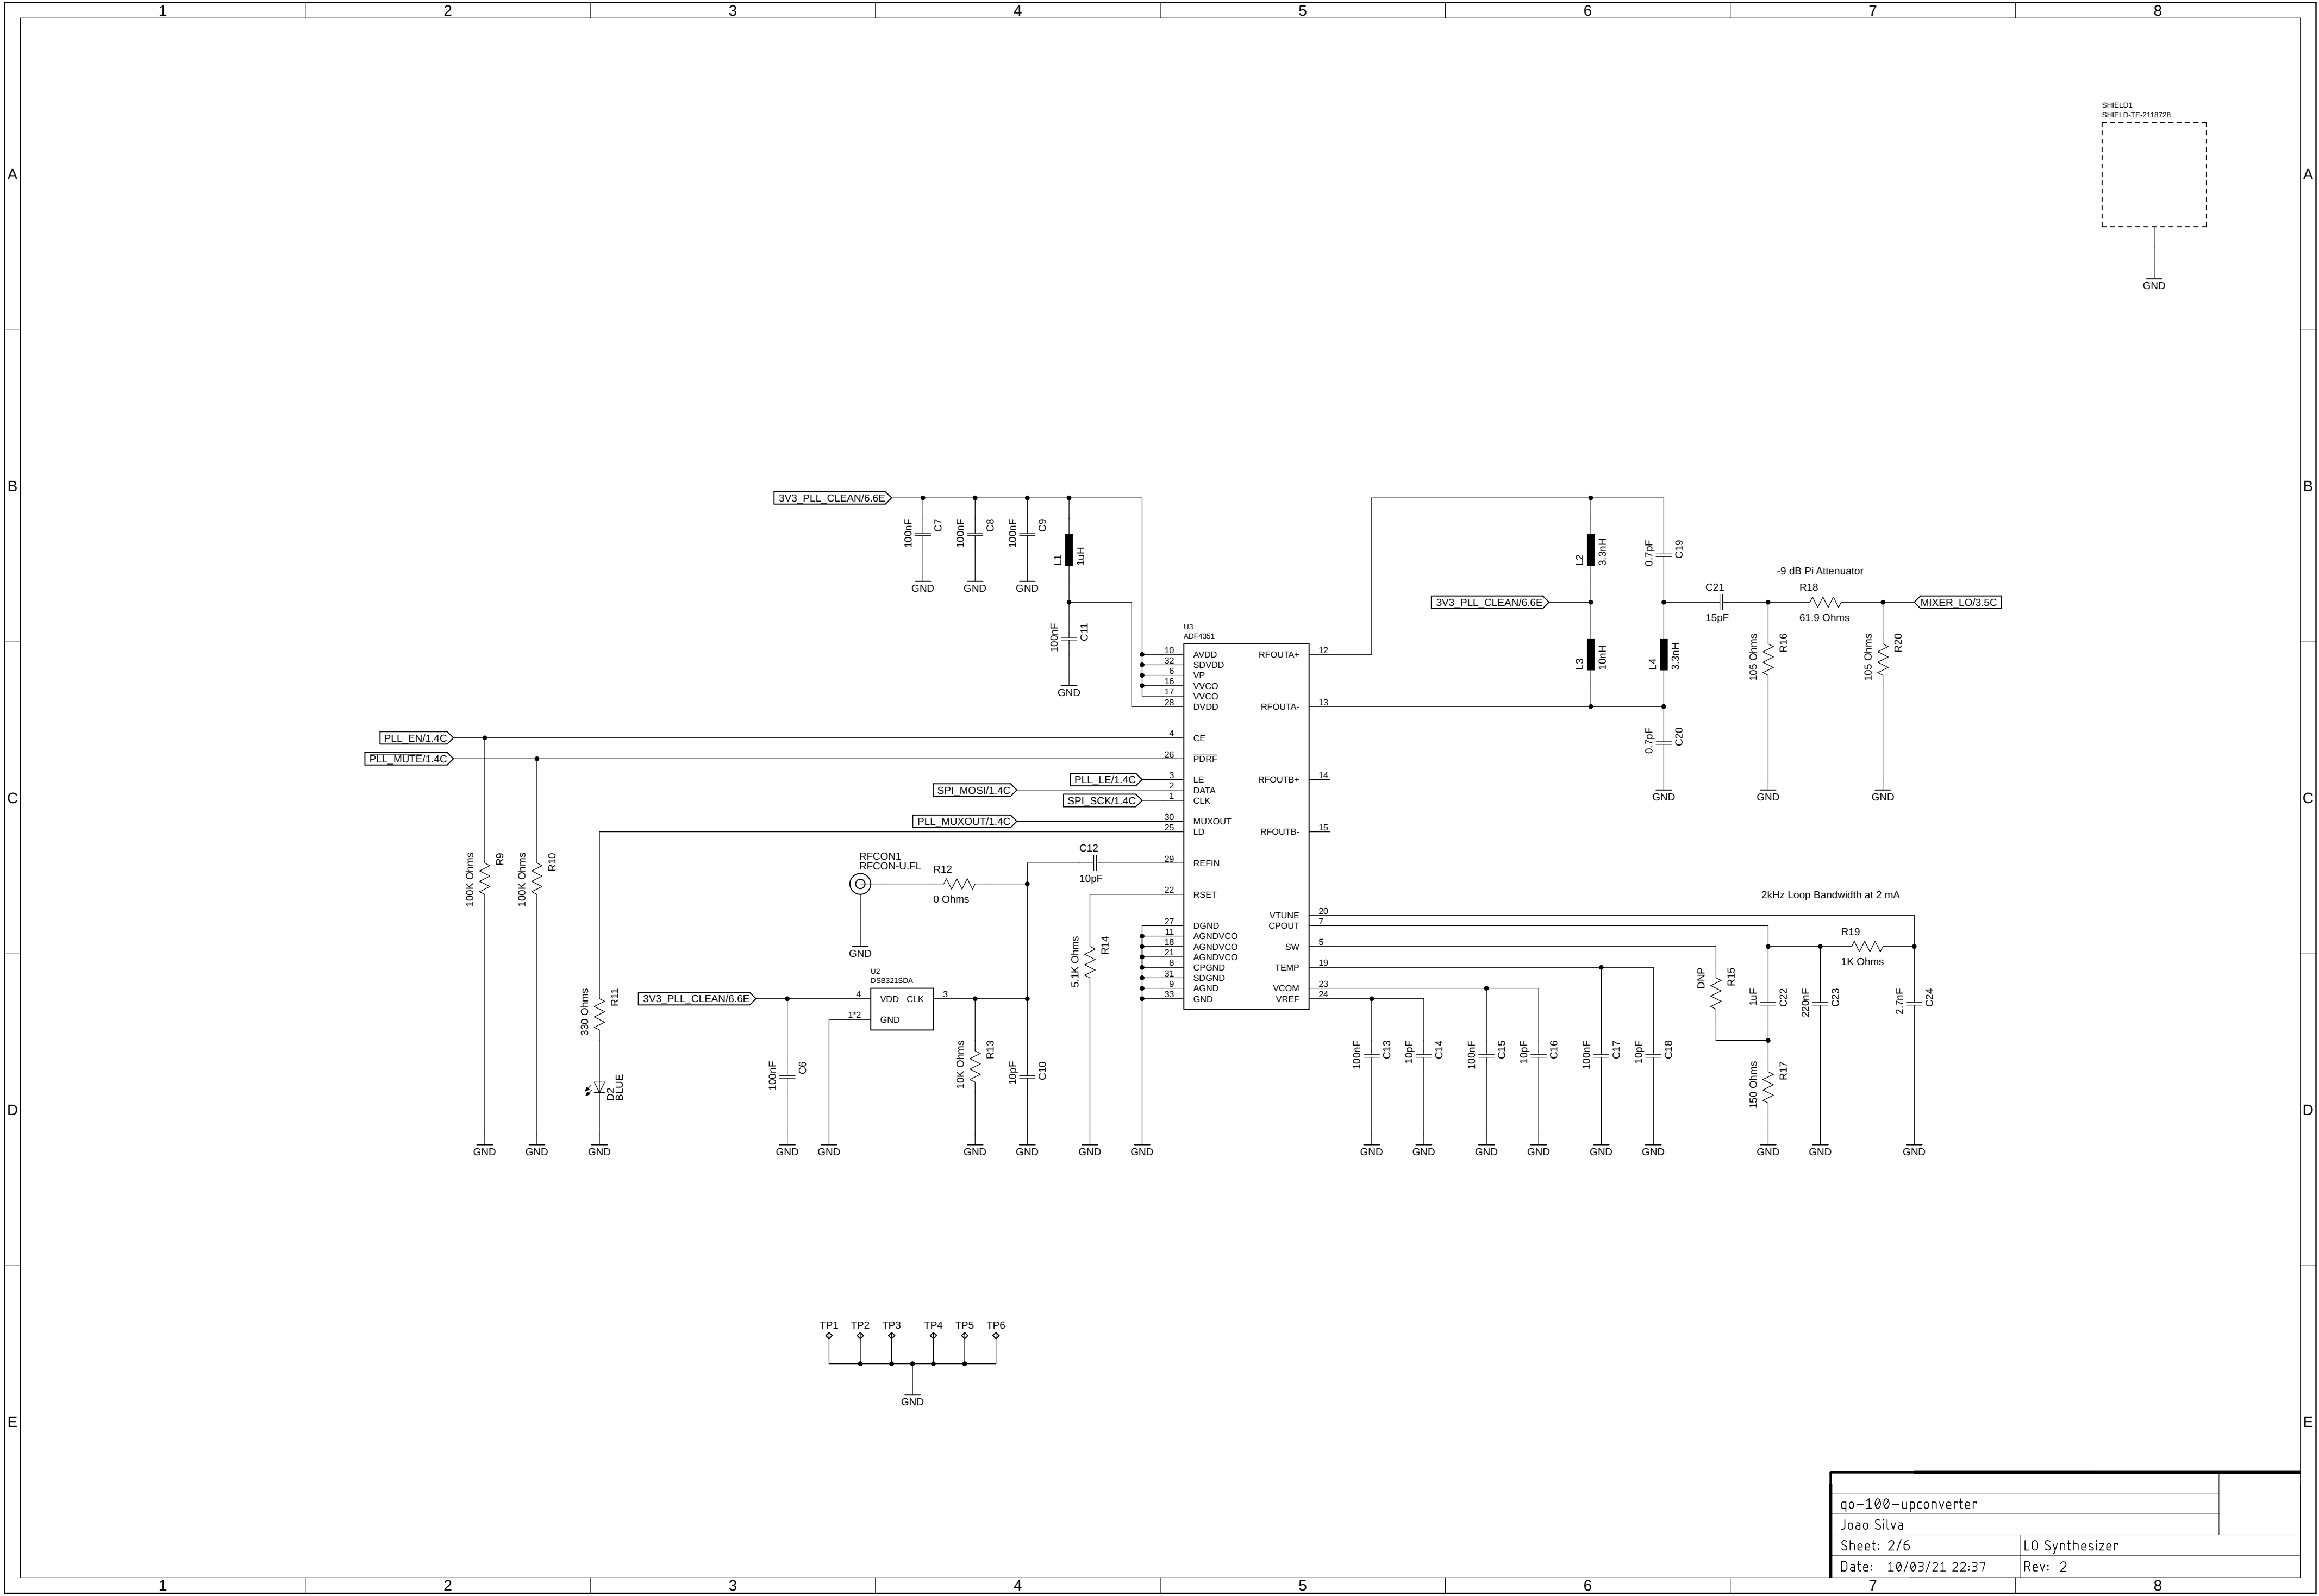 1 2 3 4 5 6 7 8
A A
B B
C C
D D
E E
SHIELD1
SHIELD-TE-2118728
GND
3V3_PLL_CLEAN/6.6E
100nF C7
100nF C8
100nF C9
L1 1uH
GND GND GND
100nF C11
GND
L2 3.3nH
0.7pF C19
-9 dB Pi Attenuator
C21
15pF
R18
61.9 Ohms
3V3_PLL_CLEAN/6.6E
MIXER_LO/3.5C
L3 10nH
L4 3.3nH
105 Ohms R16
105 Ohms R20
0.7pF C20
GND GND GND
U3
ADF4351
10 AVDD
32 SDVDD
6 VP
16 VVCO
17 VVCO
28 DVDD
4 CE
26 PDRF
3 LE
2 DATA
1 CLK
30 MUXOUT
25 LD
29 REFIN
22 RSET
27 DGND
11 AGNDVCO
18 AGNDVCO
21 AGNDVCO
8 CPGND
31 SDGND
9 AGND
33 GND
RFOUTA+ 12
RFOUTA- 13
RFOUTB+ 14
RFOUTB- 15
VTUNE 20
CPOUT 7
SW 5
TEMP 19
VCOM 23
VREF 24
PLL_EN/1.4C
PLL_MUTE/1.4C
PLL_LE/1.4C
SPI_MOSI/1.4C
SPI_SCK/1.4C
PLL_MUXOUT/1.4C
100K Ohms R9
100K Ohms R10
RFCON1
RFCON-U.FL
R12
0 Ohms
C12
10pF
GND
5.1K Ohms R14
330 Ohms R11
D2
BLUE
3V3_PLL_CLEAN/6.6E
U2
DSB321SDA
4 VDD CLK 3
1*2 GND
100nF C6
10K Ohms R13
10pF C10
2kHz Loop Bandwidth at 2 mA
R19
1K Ohms
DNP R15
1uF C22
220nF C23
2.7nF C24
100nF C13
10pF C14
100nF C15
10pF C16
100nF C17
10pF C18
150 Ohms R17
GND GND GND GND GND GND GND GND GND GND GND GND GND GND GND GND GND GND
TP1 TP2 TP3 TP4 TP5 TP6
GND
qo-100-upconverter
Joao Silva
Sheet: 2/6 LO Synthesizer
Date: 10/03/21 22:37 Rev: 2
1 2 3 4 5 6 7 8